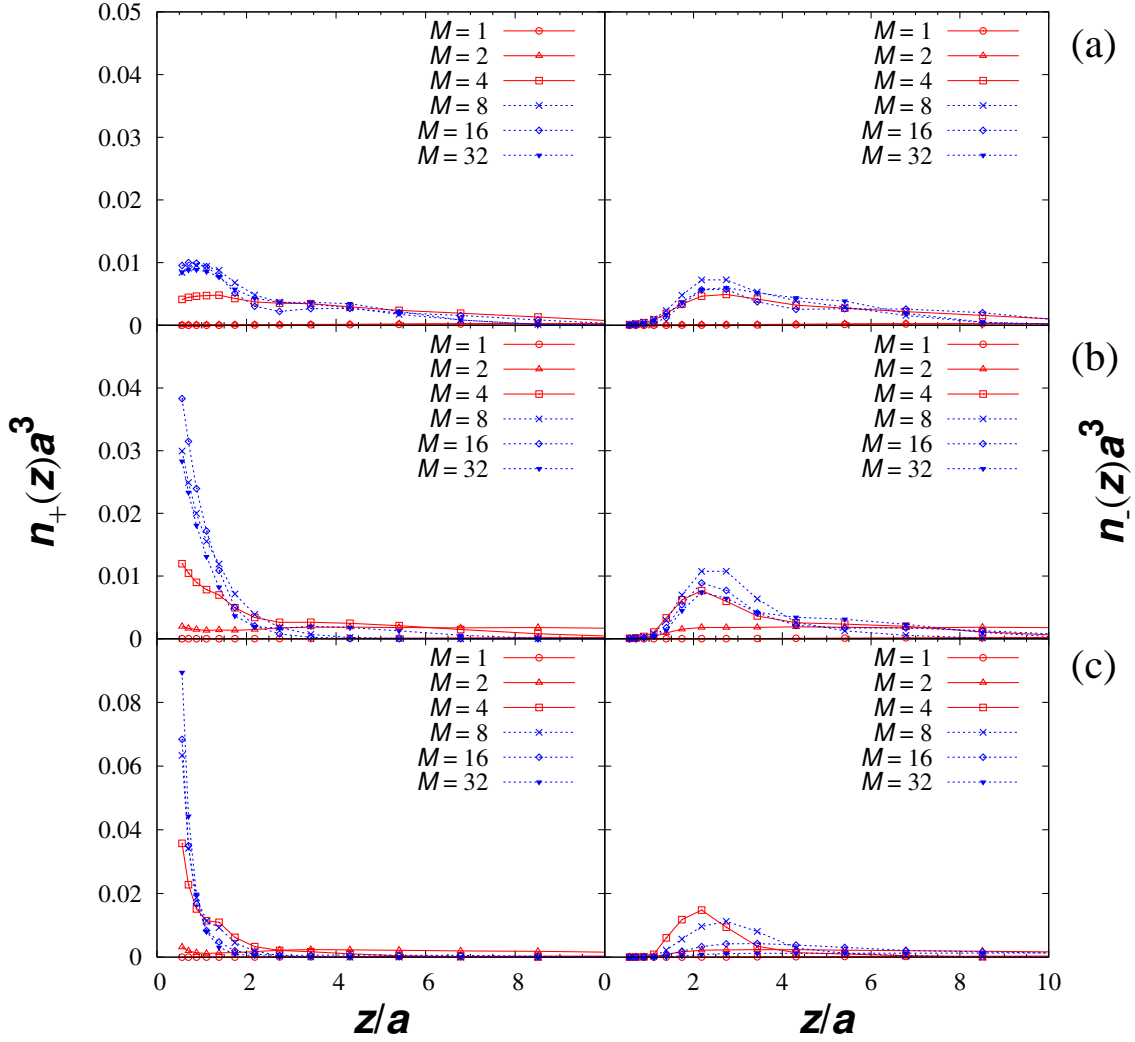 0.05
0.04
0.03
0.02
0.01
0
M = 1
M = 2
M = 4
M = 8
M = 16
M = 32
M = 1
M = 2
M = 4
M = 8
M = 16
M = 32
(a)
0.04
0.03
0.02
0.01
0
M = 1
M = 2
M = 4
M = 8
M = 16
M = 32
M = 1
M = 2
M = 4
M = 8
M = 16
M = 32
(b)
n₊(z)a³
n₋(z)a³
0.08
0.06
0.04
0.02
0
M = 1
M = 2
M = 4
M = 8
M = 16
M = 32
M = 1
M = 2
M = 4
M = 8
M = 16
M = 32
(c)
0 2 4 6 8 0 2 4 6 8 10
z/a z/a